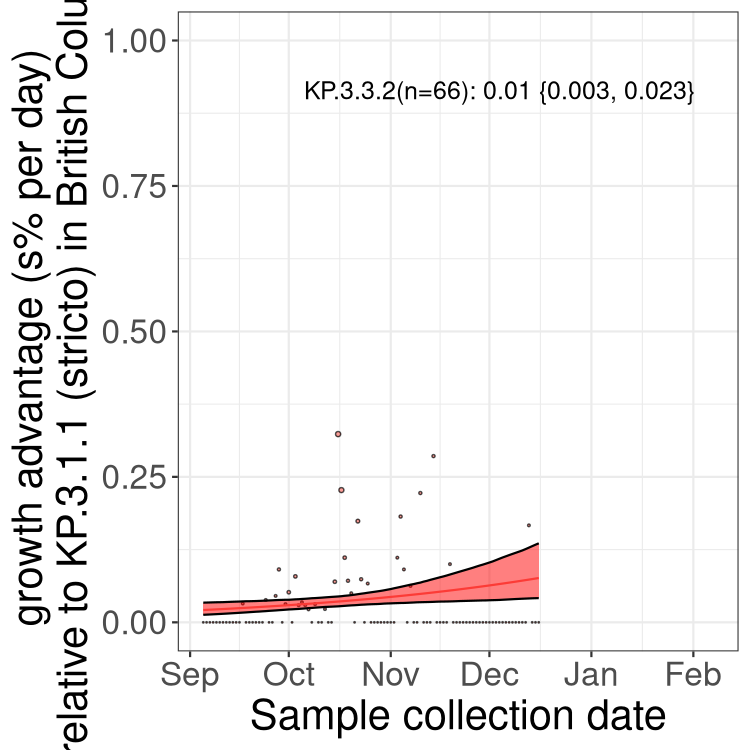 growth advantage (s% per day)
relative to KP.3.1.1 (stricto) in British Colu
1.00
0.75
0.50
0.25
0.00
KP.3.3.2(n=66): 0.01 {0.003, 0.023}
Sep Oct Nov Dec Jan Feb
Sample collection date